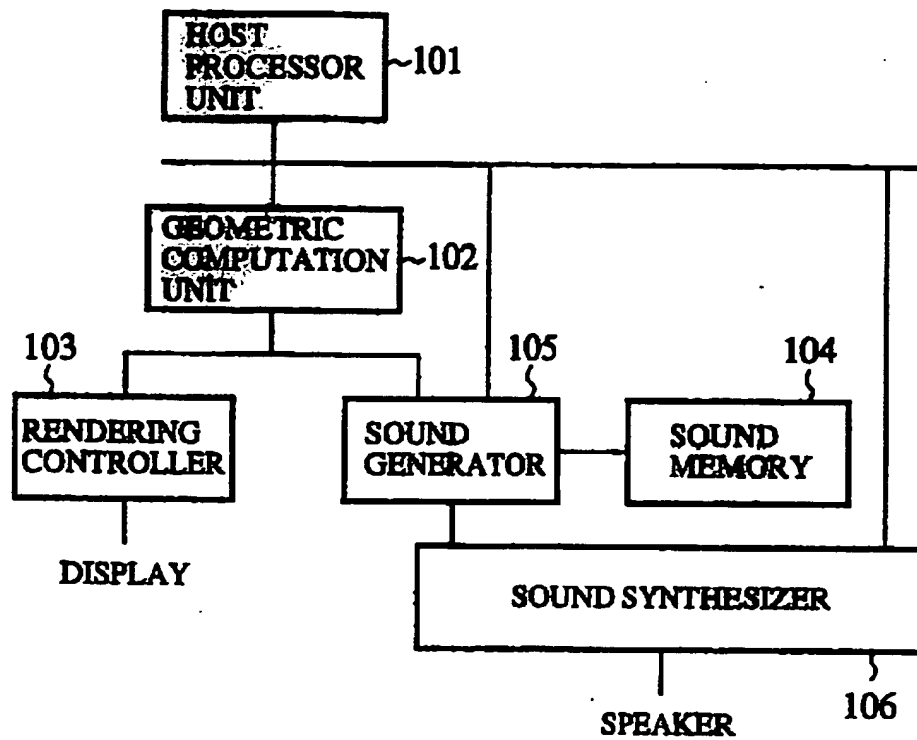 HOST
PROCESSOR
UNIT
101
GEOMETRIC
COMPUTATION
UNIT
102
103
105
104
RENDERING
CONTROLLER
SOUND
GENERATOR
SOUND
MEMORY
DISPLAY
SOUND SYNTHESIZER
106
SPEAKER